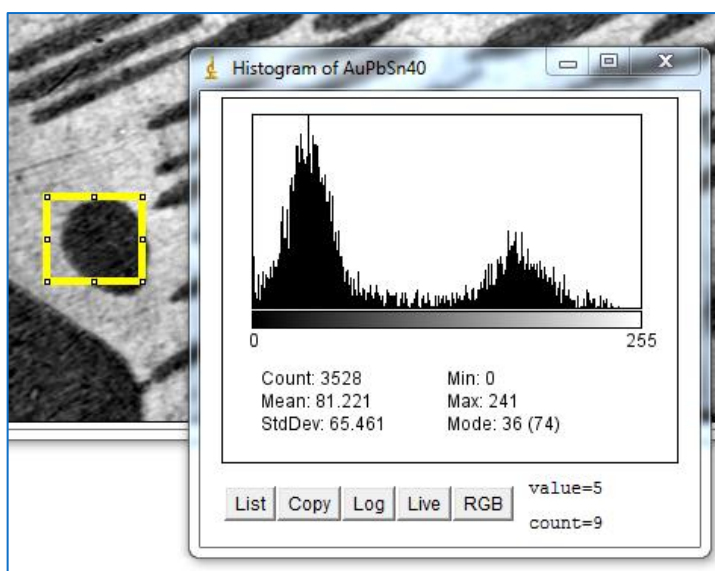 Histogram of AuPbSn40
0 255
Count: 3528 Min: 0
Mean: 81.221 Max: 241
StdDev: 65.461 Mode: 36 (74)
List Copy Log Live RGB value=5
count=9